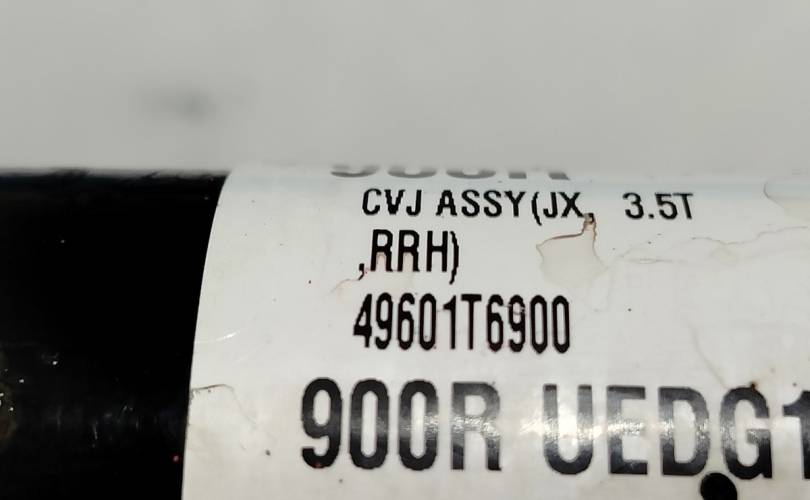 CVJ ASSY(JX, 3.5T
,RRH)
49601T6900
900R UEDG1